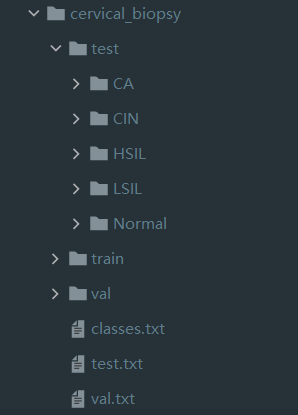 cervical_biopsy
test
CA
CIN
HSIL
LSIL
Normal
train
val
classes.txt
test.txt
val.txt